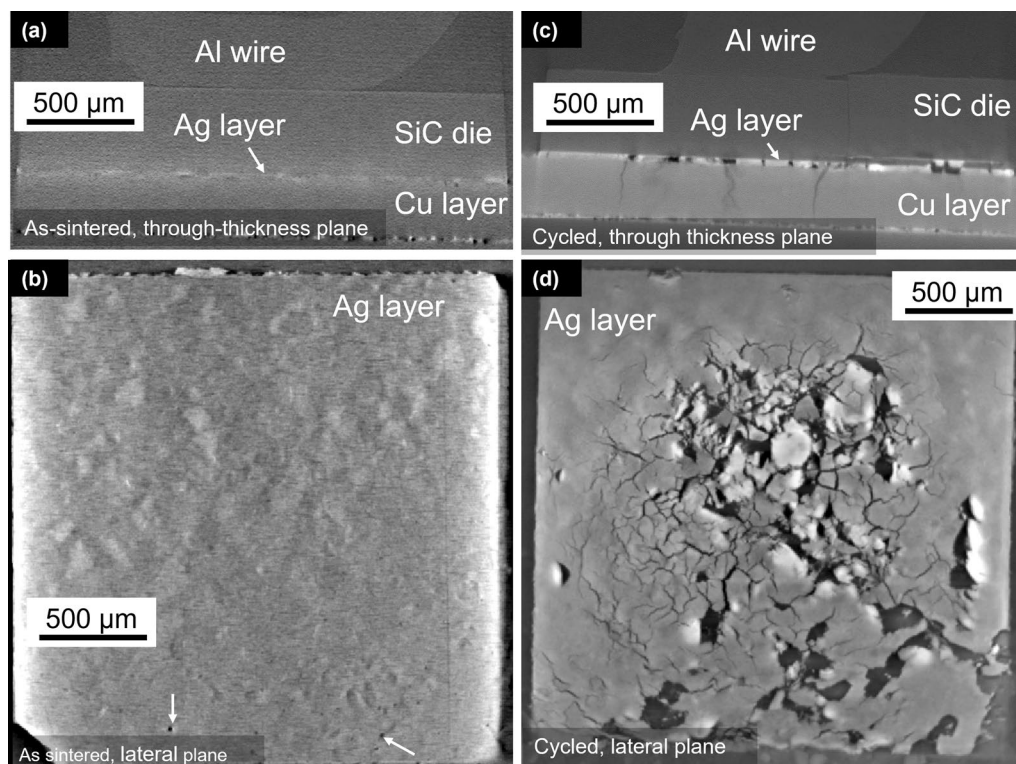 (a)
Al wire
500 µm
SiC die
Ag layer
Cu layer
As-sintered, through-thickness plane
(b)
Ag layer
500 µm
As sintered, lateral plane
(c)
Al wire
500 µm
SiC die
Ag layer
Cu layer
Cycled, through thickness plane
(d)
500 µm
Ag layer
Cycled, lateral plane